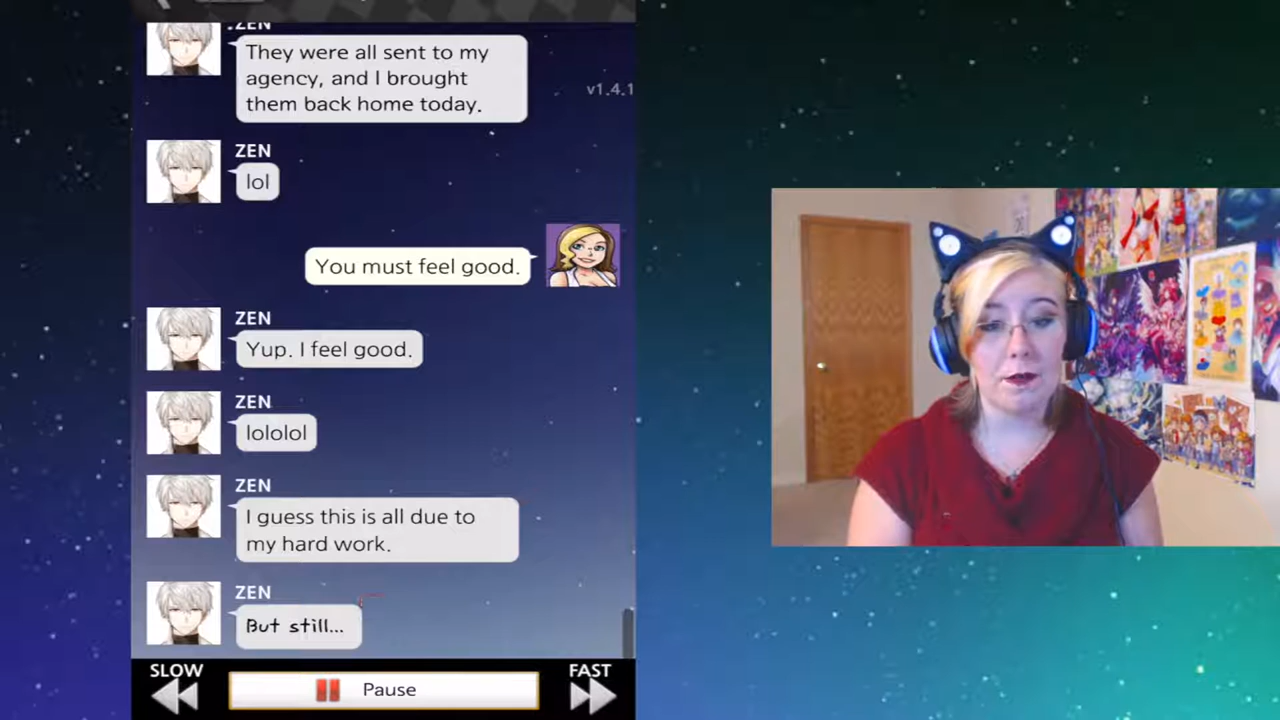 ZEN
They were all sent to my
agency, and I brought
them back home today.
v1.4.1
ZEN
lol
You must feel good.
ZEN
Yup. I feel good.
ZEN
lololol
ZEN
I guess this is all due to
my hard work.
ZEN
But still...
SLOW
Pause
FAST